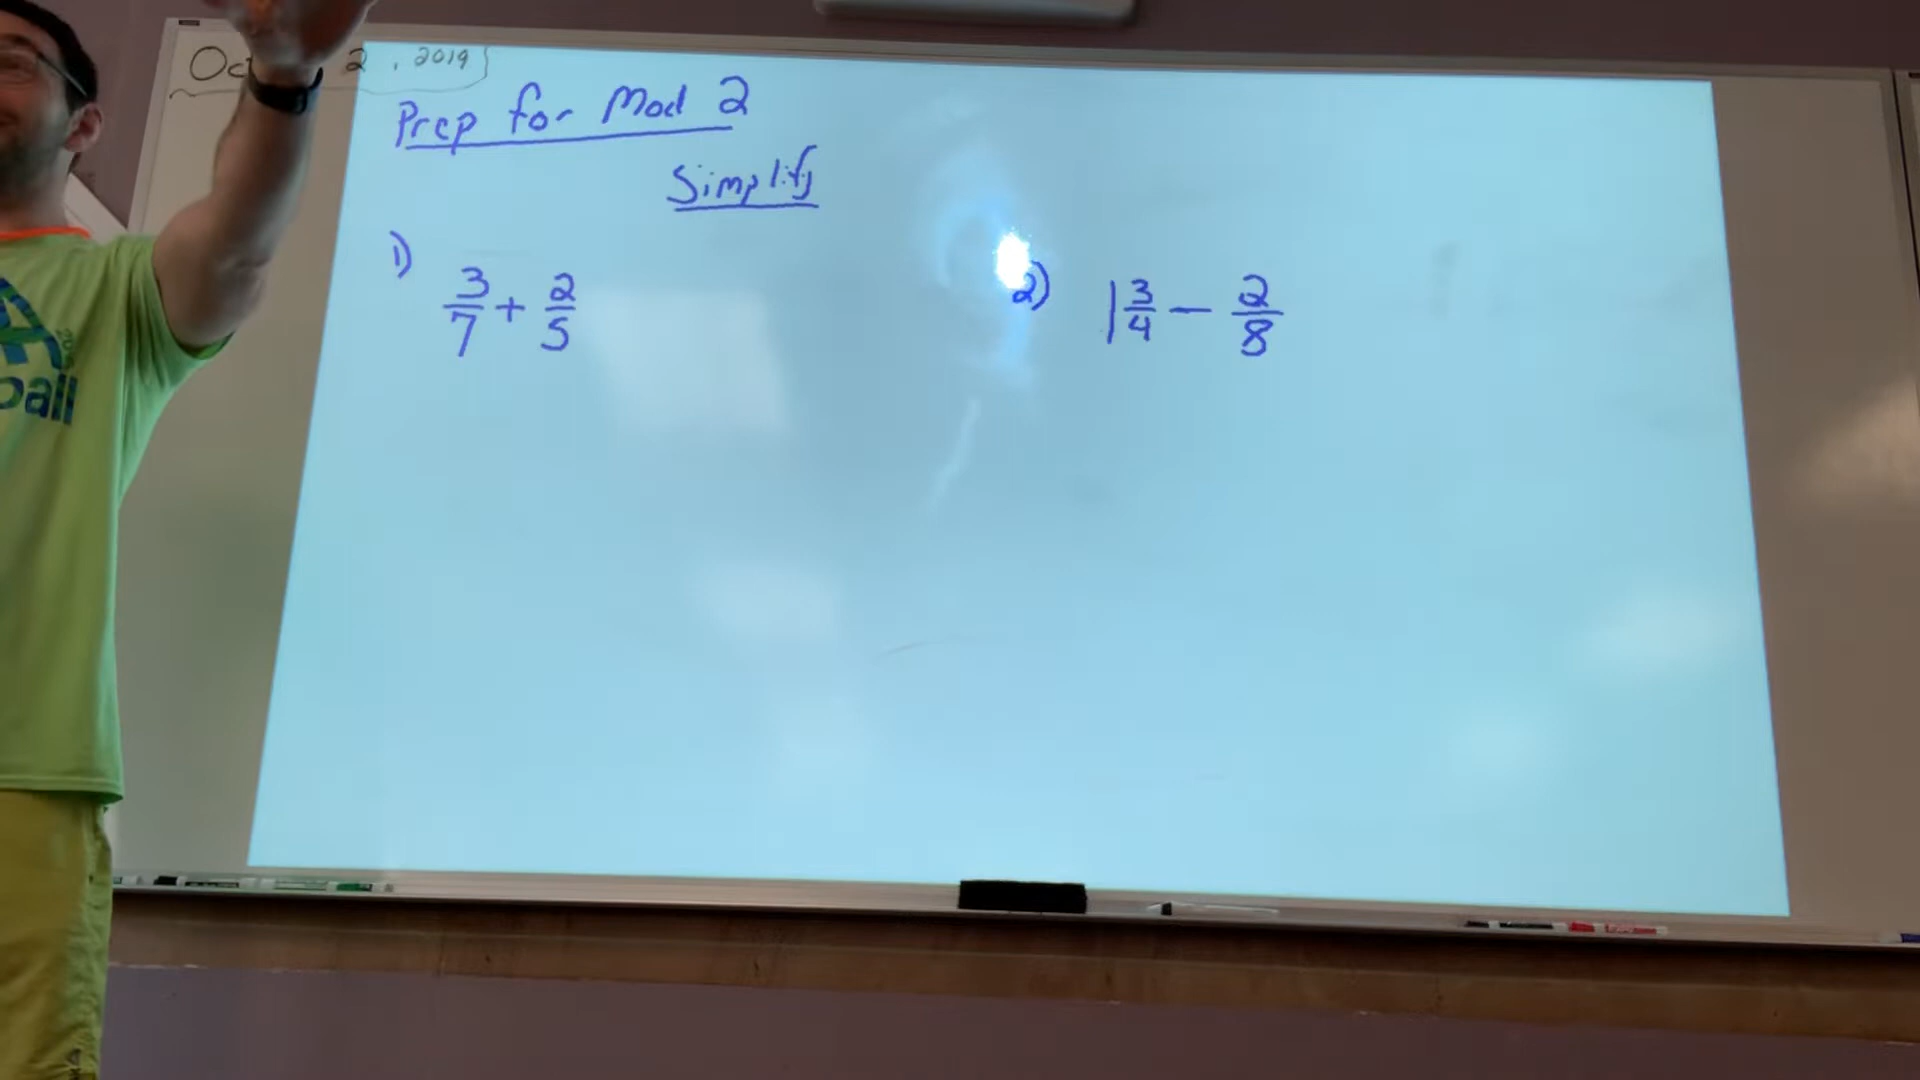 2, 2019
Prep for Mod 2
Simplify
1) 3/7 + 2/5
2) 1 3/4 - 2/8